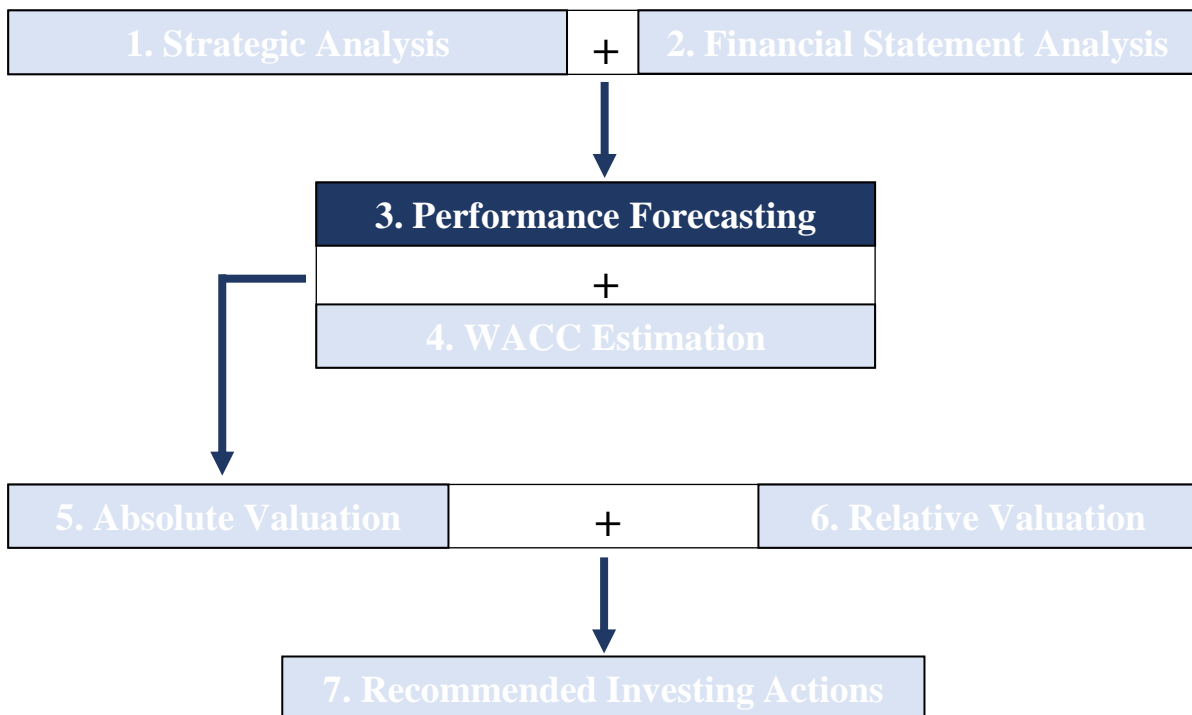 1. Strategic Analysis + 2. Financial Statement Analysis
3. Performance Forecasting
+
4. WACC Estimation
5. Absolute Valuation + 6. Relative Valuation
7. Recommended Investing Actions